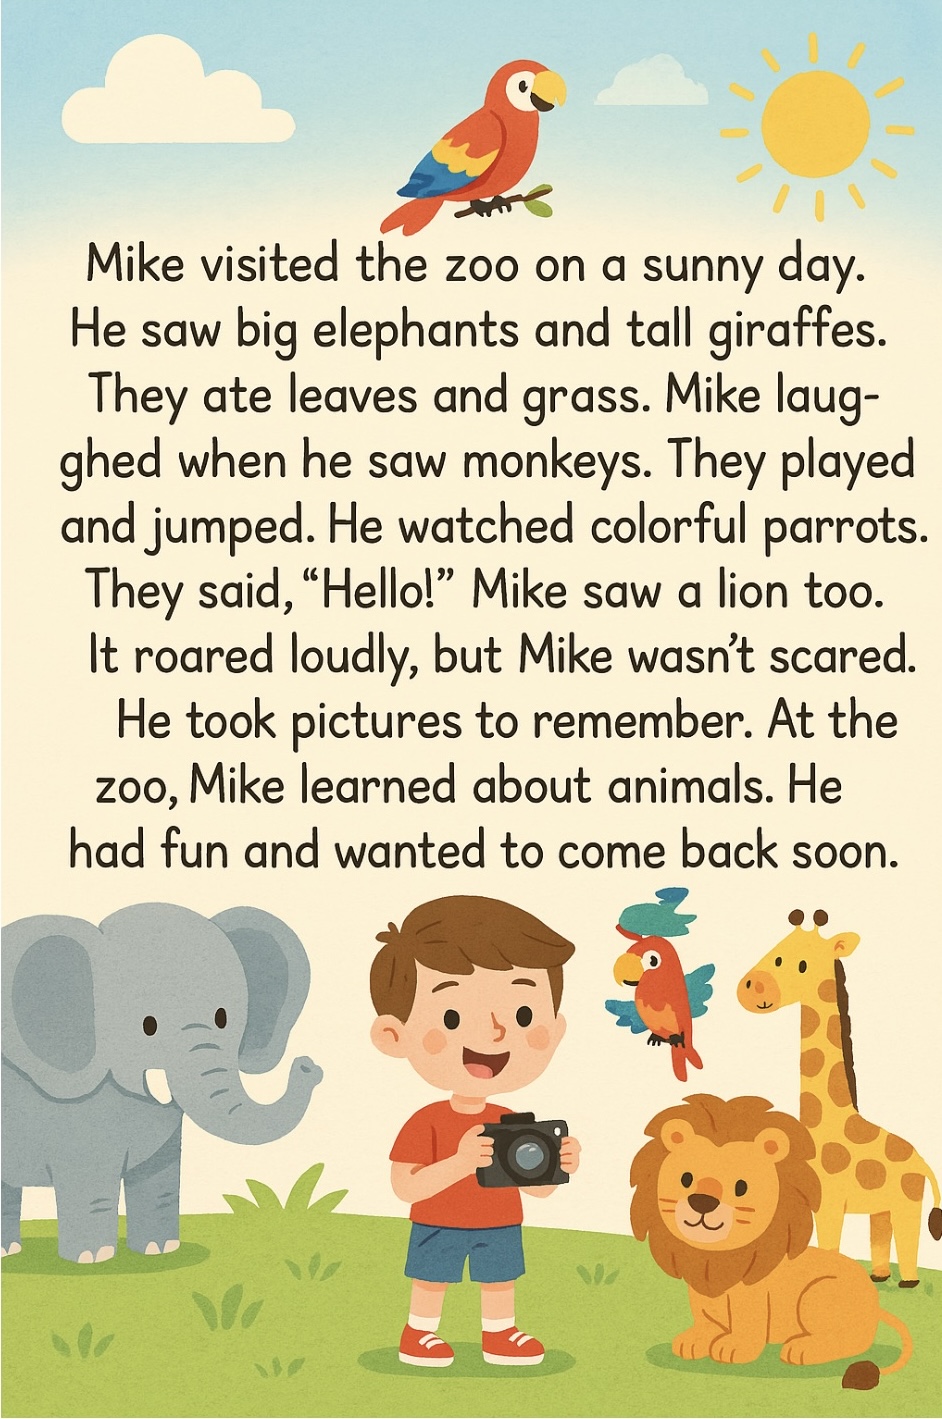 Mike visited the zoo on a sunny day.
He saw big elephants and tall giraffes.
They ate leaves and grass. Mike laug-
ghed when he saw monkeys. They played
and jumped. He watched colorful parrots.
They said, “Hello!” Mike saw a lion too.
It roared loudly, but Mike wasn’t scared.
He took pictures to remember. At the
zoo, Mike learned about animals. He
had fun and wanted to come back soon.